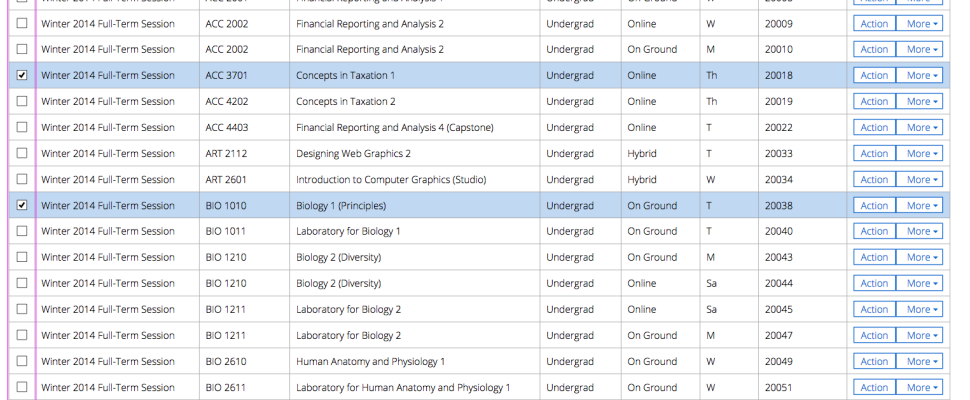 Winter 2014 Full-Term Session ACC 2002 Financial Reporting and Analysis 2 Undergrad Online W 20009 Action More
Winter 2014 Full-Term Session ACC 2002 Financial Reporting and Analysis 2 Undergrad On Ground M 20010 Action More
Winter 2014 Full-Term Session ACC 3701 Concepts in Taxation 1 Undergrad Online Th 20018 Action More
Winter 2014 Full-Term Session ACC 4202 Concepts in Taxation 2 Undergrad Online Th 20019 Action More
Winter 2014 Full-Term Session ACC 4403 Financial Reporting and Analysis 4 (Capstone) Undergrad Online T 20022 Action More
Winter 2014 Full-Term Session ART 2112 Designing Web Graphics 2 Undergrad Hybrid T 20033 Action More
Winter 2014 Full-Term Session ART 2601 Introduction to Computer Graphics (Studio) Undergrad Hybrid W 20034 Action More
Winter 2014 Full-Term Session BIO 1010 Biology 1 (Principles) Undergrad On Ground T 20038 Action More
Winter 2014 Full-Term Session BIO 1011 Laboratory for Biology 1 Undergrad On Ground T 20040 Action More
Winter 2014 Full-Term Session BIO 1210 Biology 2 (Diversity) Undergrad On Ground M 20043 Action More
Winter 2014 Full-Term Session BIO 1210 Biology 2 (Diversity) Undergrad Online Sa 20044 Action More
Winter 2014 Full-Term Session BIO 1211 Laboratory for Biology 2 Undergrad Online Sa 20045 Action More
Winter 2014 Full-Term Session BIO 1211 Laboratory for Biology 2 Undergrad On Ground M 20047 Action More
Winter 2014 Full-Term Session BIO 2610 Human Anatomy and Physiology 1 Undergrad On Ground W 20049 Action More
Winter 2014 Full-Term Session BIO 2611 Laboratory for Human Anatomy and Physiology 1 Undergrad On Ground W 20051 Action More